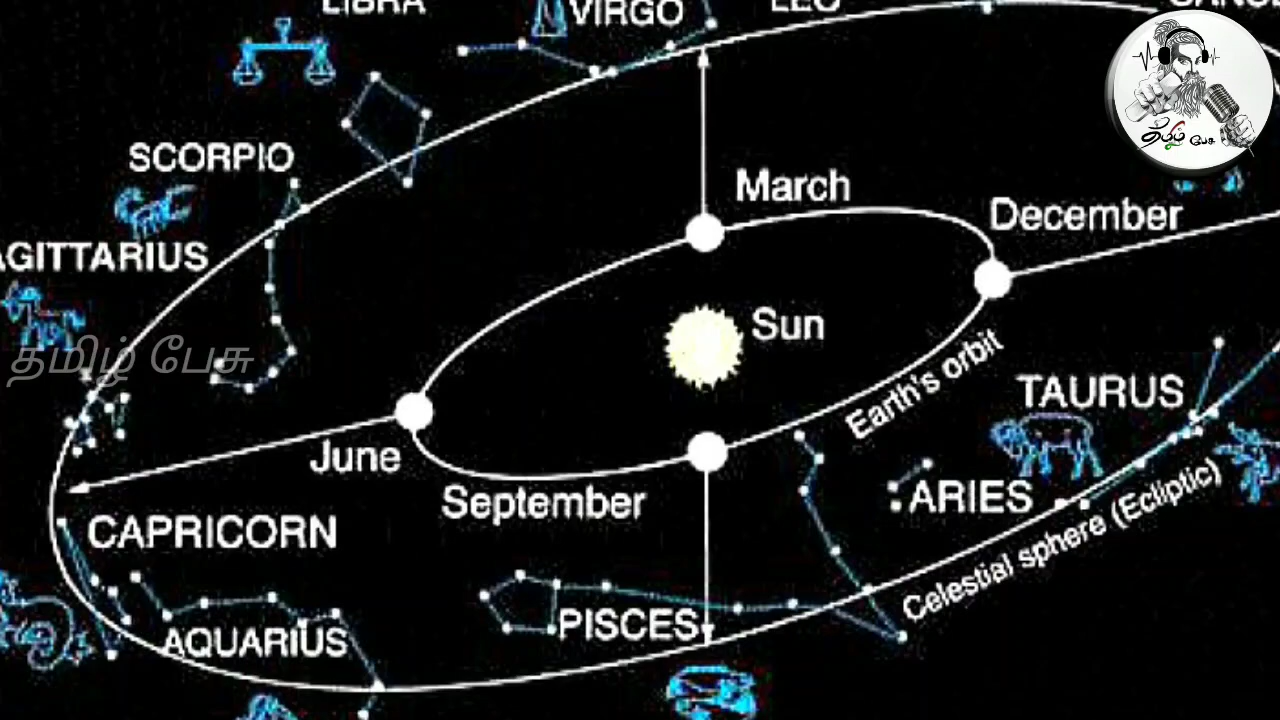 LIBRA
VIRGO
LEO
SCORPIO
March
December
AGITTARIUS
Sun
தமிழ் பேசு
தமிழ் பேசு
Earth's orbit
TAURUS
June
September
ARIES
CAPRICORN
Celestial sphere (Ecliptic)
AQUARIUS
PISCES